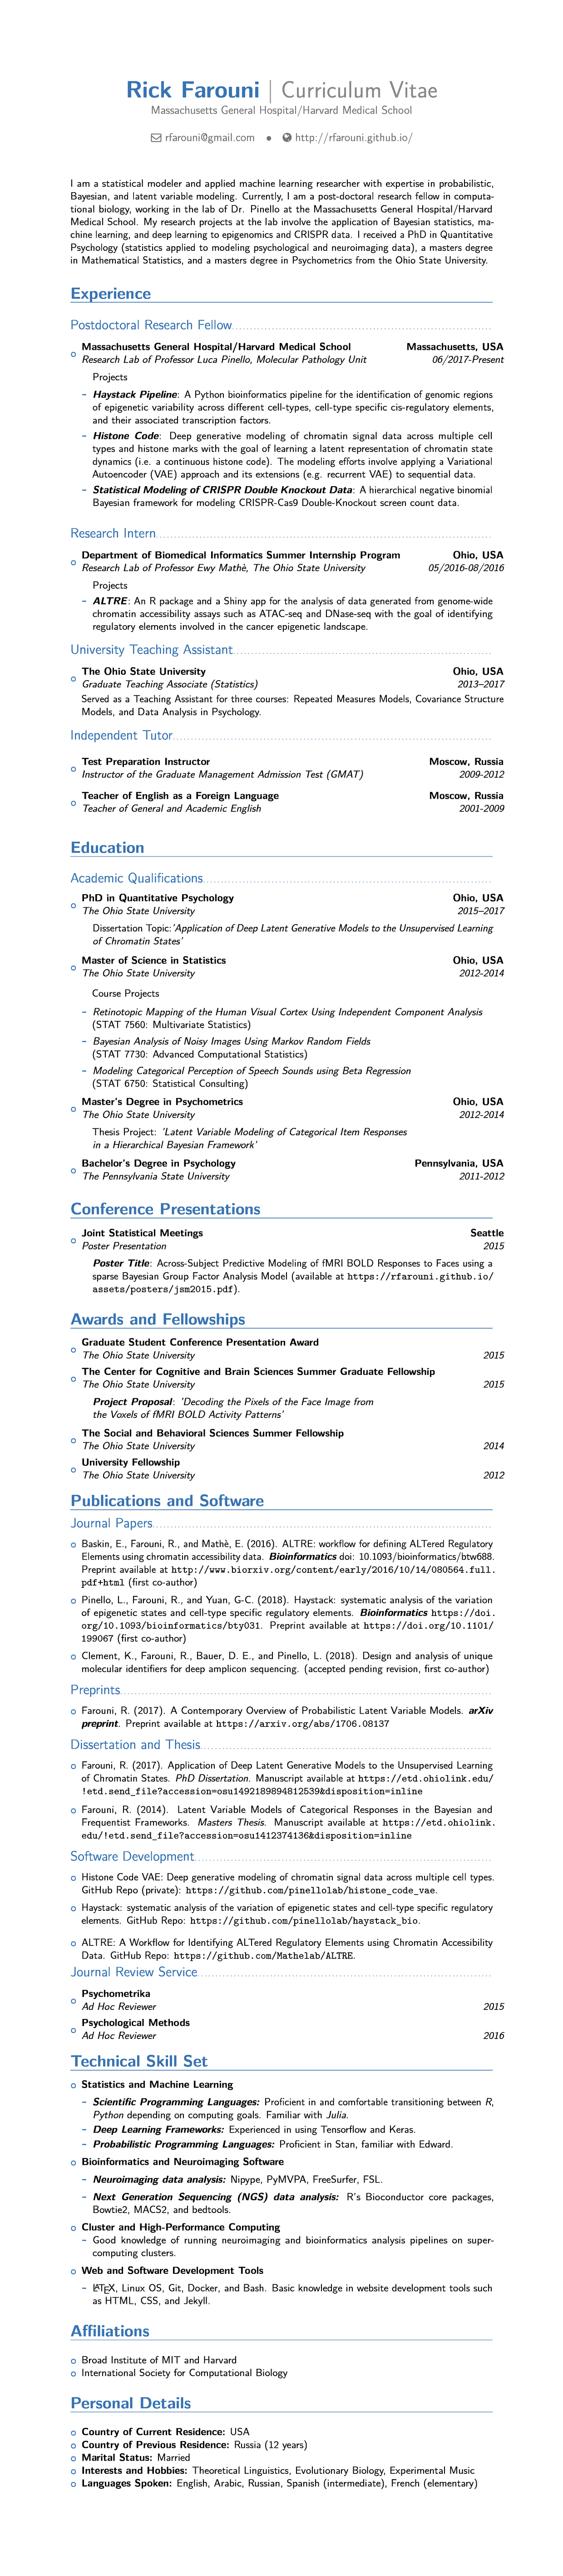 Rick Farouni | Curriculum Vitae
Massachusetts General Hospital/Harvard Medical School
rfarouni@gmail.com • http://rfarouni.github.io/
I am a statistical modeler and applied machine learning researcher with expertise in probabilistic,
Bayesian, and latent variable modeling. Currently, I am a post-doctoral research fellow in computa-
tional biology, working in the lab of Dr. Pinello at the Massachusetts General Hospital/Harvard
Medical School. My research projects at the lab involve the application of Bayesian statistics, ma-
chine learning, and deep learning to epigenomics and CRISPR data. I received a PhD in Quantitative
Psychology (statistics applied to modeling psychological and neuroimaging data), a masters degree
in Mathematical Statistics, and a masters degree in Psychometrics from the Ohio State University.
Experience
Postdoctoral Research Fellow
Massachusetts General Hospital/Harvard Medical School Massachusetts, USA
Research Lab of Professor Luca Pinello, Molecular Pathology Unit 06/2017-Present
Projects
– Haystack Pipeline: A Python bioinformatics pipeline for the identification of genomic regions
of epigenetic variability across different cell-types, cell-type specific cis-regulatory elements,
and their associated transcription factors.
– Histone Code: Deep generative modeling of chromatin signal data across multiple cell
types and histone marks with the goal of learning a latent representation of chromatin state
dynamics (i.e. a continuous histone code). The modeling efforts involve applying a Variational
Autoencoder (VAE) approach and its extensions (e.g. recurrent VAE) to sequential data.
– Statistical Modeling of CRISPR Double Knockout Data: A hierarchical negative binomial
Bayesian framework for modeling CRISPR-Cas9 Double-Knockout screen count data.
Research Intern
Department of Biomedical Informatics Summer Internship Program Ohio, USA
Research Lab of Professor Ewy Mathè, The Ohio State University 05/2016-08/2016
Projects
– ALTRE: An R package and a Shiny app for the analysis of data generated from genome-wide
chromatin accessibility assays such as ATAC-seq and DNase-seq with the goal of identifying
regulatory elements involved in the cancer epigenetic landscape.
University Teaching Assistant
The Ohio State University Ohio, USA
Graduate Teaching Associate (Statistics) 2013–2017
Served as a Teaching Assistant for three courses: Repeated Measures Models, Covariance Structure
Models, and Data Analysis in Psychology.
Independent Tutor
Test Preparation Instructor Moscow, Russia
Instructor of the Graduate Management Admission Test (GMAT) 2009-2012
Teacher of English as a Foreign Language Moscow, Russia
Teacher of General and Academic English 2001-2009
Education
Academic Qualifications
PhD in Quantitative Psychology Ohio, USA
The Ohio State University 2015–2017
Dissertation Topic:'Application of Deep Latent Generative Models to the Unsupervised Learning
of Chromatin States'
Master of Science in Statistics Ohio, USA
The Ohio State University 2012-2014
Course Projects
– Retinotopic Mapping of the Human Visual Cortex Using Independent Component Analysis
(STAT 7560: Multivariate Statistics)
– Bayesian Analysis of Noisy Images Using Markov Random Fields
(STAT 7730: Advanced Computational Statistics)
– Modeling Categorical Perception of Speech Sounds using Beta Regression
(STAT 6750: Statistical Consulting)
Master's Degree in Psychometrics Ohio, USA
The Ohio State University 2012-2014
Thesis Project: 'Latent Variable Modeling of Categorical Item Responses
in a Hierarchical Bayesian Framework'
Bachelor's Degree in Psychology Pennsylvania, USA
The Pennsylvania State University 2011-2012
Conference Presentations
Joint Statistical Meetings Seattle
Poster Presentation 2015
Poster Title: Across-Subject Predictive Modeling of fMRI BOLD Responses to Faces using a
sparse Bayesian Group Factor Analysis Model (available at https://rfarouni.github.io/
assets/posters/jsm2015.pdf).
Awards and Fellowships
Graduate Student Conference Presentation Award
The Ohio State University 2015
The Center for Cognitive and Brain Sciences Summer Graduate Fellowship
The Ohio State University 2015
Project Proposal: 'Decoding the Pixels of the Face Image from
the Voxels of fMRI BOLD Activity Patterns'
The Social and Behavioral Sciences Summer Fellowship
The Ohio State University 2014
University Fellowship
The Ohio State University 2012
Publications and Software
Journal Papers
Baskin, E., Farouni, R., and Mathè, E. (2016). ALTRE: workflow for defining ALTered Regulatory
Elements using chromatin accessibility data. Bioinformatics doi: 10.1093/bioinformatics/btw688.
Preprint available at http://www.biorxiv.org/content/early/2016/10/14/080564.full.
pdf+html (first co-author)
Pinello, L., Farouni, R., and Yuan, G-C. (2018). Haystack: systematic analysis of the variation
of epigenetic states and cell-type specific regulatory elements. Bioinformatics https://doi.
org/10.1093/bioinformatics/bty031. Preprint available at https://doi.org/10.1101/
199067 (first co-author)
Clement, K., Farouni, R., Bauer, D. E., and Pinello, L. (2018). Design and analysis of unique
molecular identifiers for deep amplicon sequencing. (accepted pending revision, first co-author)
Preprints
Farouni, R. (2017). A Contemporary Overview of Probabilistic Latent Variable Models. arXiv
preprint. Preprint available at https://arxiv.org/abs/1706.08137
Dissertation and Thesis
Farouni, R. (2017). Application of Deep Latent Generative Models to the Unsupervised Learning
of Chromatin States. PhD Dissertation. Manuscript available at https://etd.ohiolink.edu/
!etd.send_file?accession=osu1492189894812539&disposition=inline
Farouni, R. (2014). Latent Variable Models of Categorical Responses in the Bayesian and
Frequentist Frameworks. Masters Thesis. Manuscript available at https://etd.ohiolink.
edu/!etd.send_file?accession=osu1412374136&disposition=inline
Software Development
Histone Code VAE: Deep generative modeling of chromatin signal data across multiple cell types.
GitHub Repo (private): https://github.com/pinellolab/histone_code_vae.
Haystack: systematic analysis of the variation of epigenetic states and cell-type specific regulatory
elements. GitHub Repo: https://github.com/pinellolab/haystack_bio.
ALTRE: A Workflow for Identifying ALTered Regulatory Elements using Chromatin Accessibility
Data. GitHub Repo: https://github.com/Mathelab/ALTRE.
Journal Review Service
Psychometrika
Ad Hoc Reviewer 2015
Psychological Methods
Ad Hoc Reviewer 2016
Technical Skill Set
Statistics and Machine Learning
– Scientific Programming Languages: Proficient in and comfortable transitioning between R,
Python depending on computing goals. Familiar with Julia.
– Deep Learning Frameworks: Experienced in using Tensorflow and Keras.
– Probabilistic Programming Languages: Proficient in Stan, familiar with Edward.
Bioinformatics and Neuroimaging Software
– Neuroimaging data analysis: Nipype, PyMVPA, FreeSurfer, FSL.
– Next Generation Sequencing (NGS) data analysis: R's Bioconductor core packages,
Bowtie2, MACS2, and bedtools.
Cluster and High-Performance Computing
– Good knowledge of running neuroimaging and bioinformatics analysis pipelines on super-
computing clusters.
Web and Software Development Tools
– LATEX, Linux OS, Git, Docker, and Bash. Basic knowledge in website development tools such
as HTML, CSS, and Jekyll.
Affiliations
Broad Institute of MIT and Harvard
International Society for Computational Biology
Personal Details
Country of Current Residence: USA
Country of Previous Residence: Russia (12 years)
Marital Status: Married
Interests and Hobbies: Theoretical Linguistics, Evolutionary Biology, Experimental Music
Languages Spoken: English, Arabic, Russian, Spanish (intermediate), French (elementary)